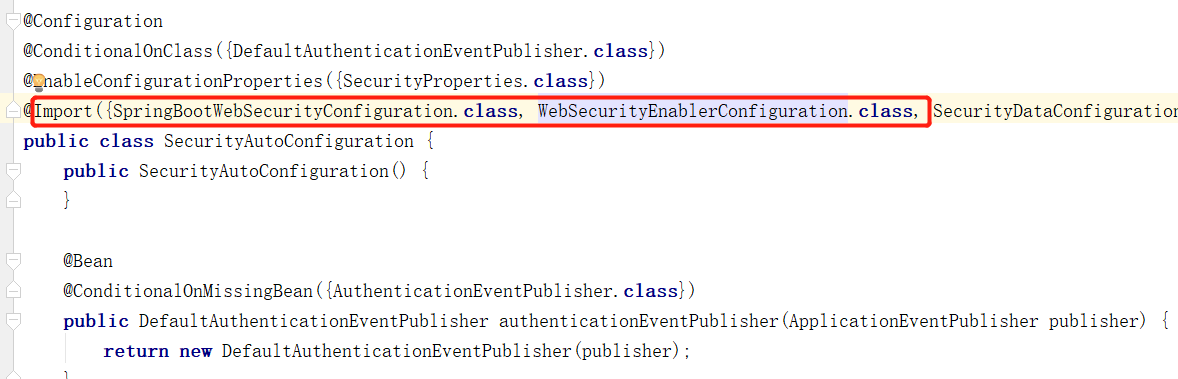 @Configuration
@ConditionalOnClass({DefaultAuthenticationEventPublisher.class})
@EnableConfigurationProperties({SecurityProperties.class})
@Import({SpringBootWebSecurityConfiguration.class, WebSecurityEnablerConfiguration.class, SecurityDataConfiguration
public class SecurityAutoConfiguration {
    public SecurityAutoConfiguration() {
    }
    @Bean
    @ConditionalOnMissingBean({AuthenticationEventPublisher.class})
    public DefaultAuthenticationEventPublisher authenticationEventPublisher(ApplicationEventPublisher publisher) {
        return new DefaultAuthenticationEventPublisher(publisher);
    }